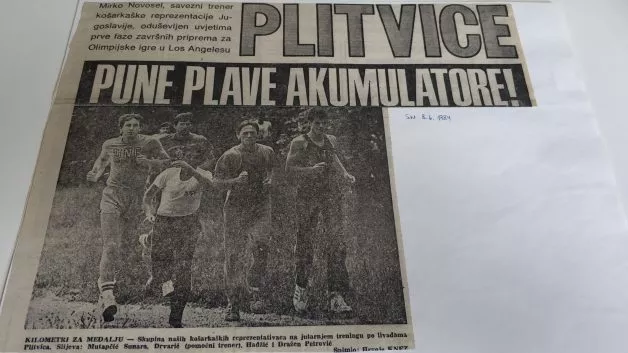 Mirko Novosel, savezni trener
košarkaške reprezentacije Ju-
goslavije, oduševljen uvjetima
prve faze završnih priprema za
Olimpijske igre u Los Angelesu
PLITVICE
PUNE PLAVE AKUMULATORE!
SN 8.6. 1984
KILOMETRI ZA MEDALJU — Skupina naših košarkaških reprezentativaca na jutarnjem treningu po livadama
Plitvica. Slijeva: Mutapčić Sunara, Drvarić (pomoćni trener), Hadžić i Dražen Petrović
Snimio: Hrvoje KNEZ